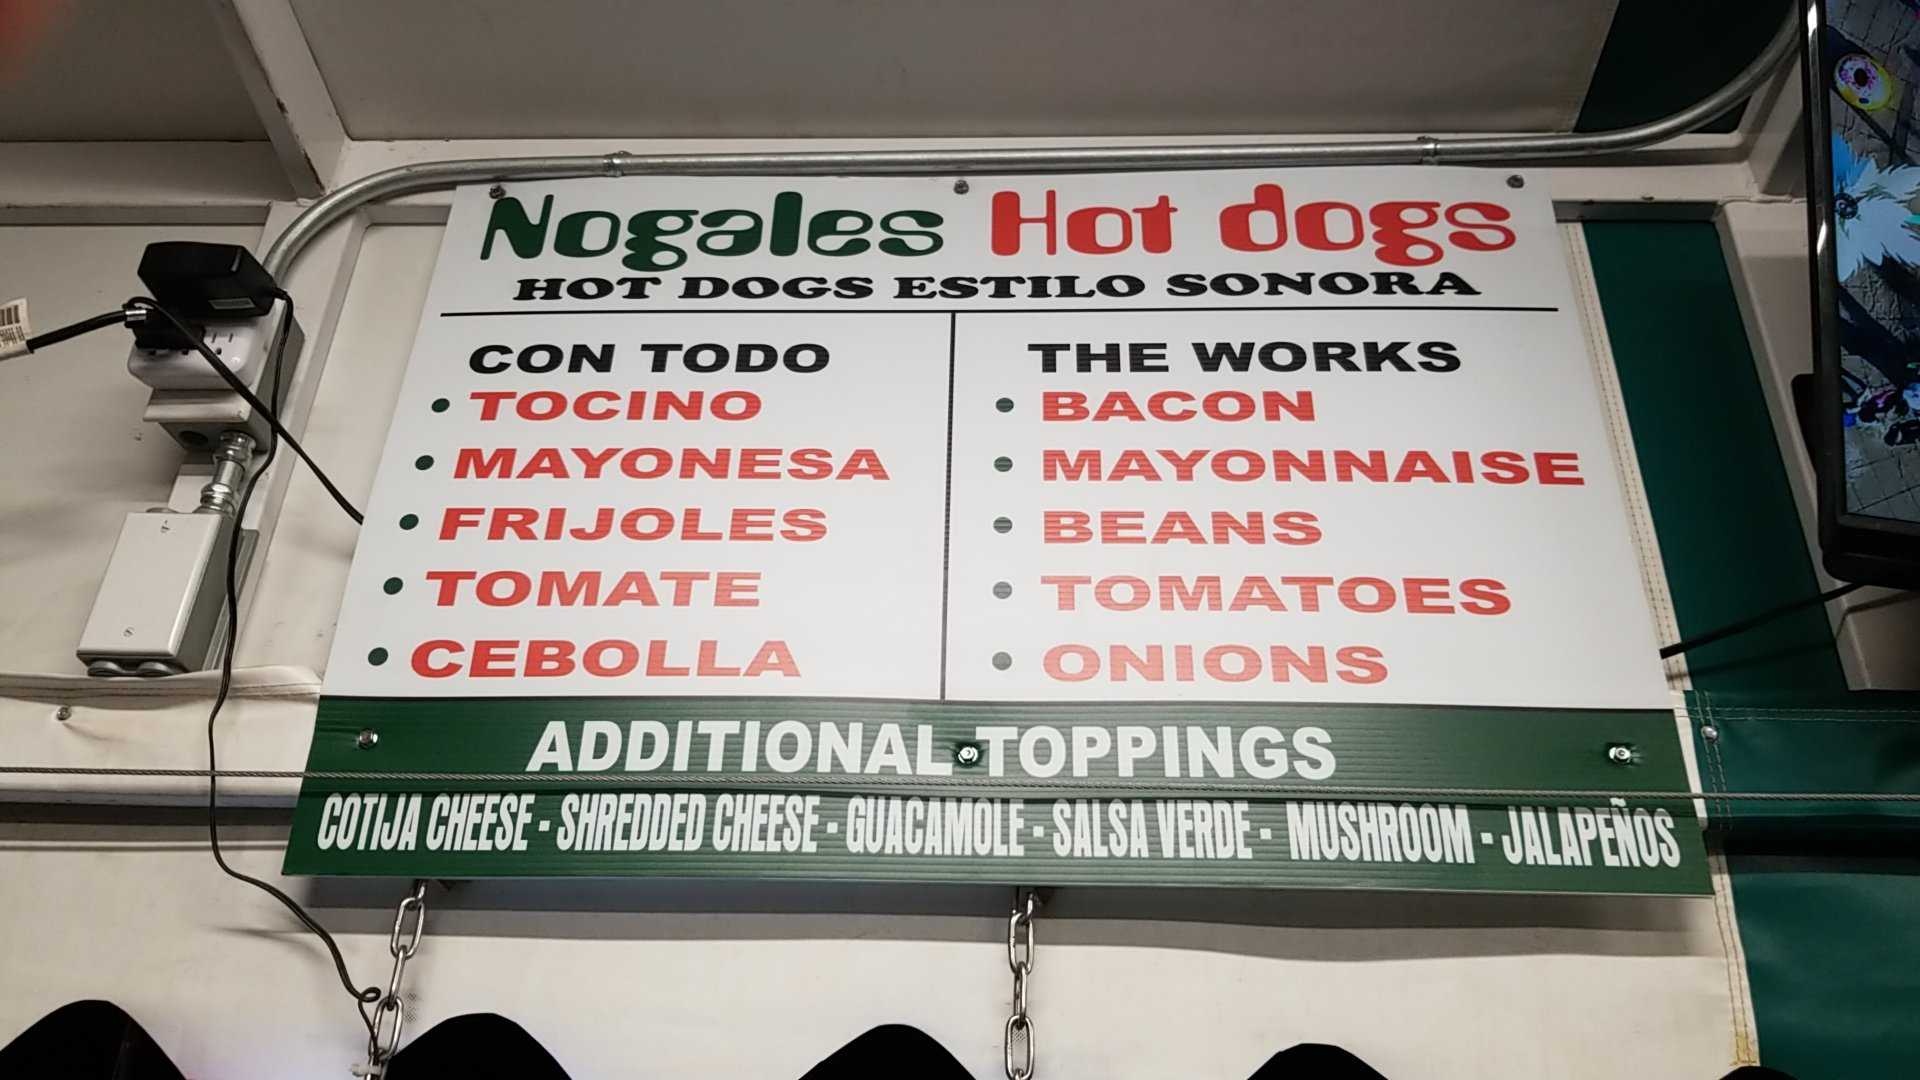 Nogales Hot dogs
HOT DOGS ESTILO SONORA
CON TODO
• TOCINO
• MAYONESA
• FRIJOLES
• TOMATE
• CEBOLLA
THE WORKS
• BACON
• MAYONNAISE
• BEANS
• TOMATOES
• ONIONS
ADDITIONAL TOPPINGS
COTIJA CHEESE - SHREDDED CHEESE - GUACAMOLE - SALSA VERDE - MUSHROOM - JALAPEÑOS